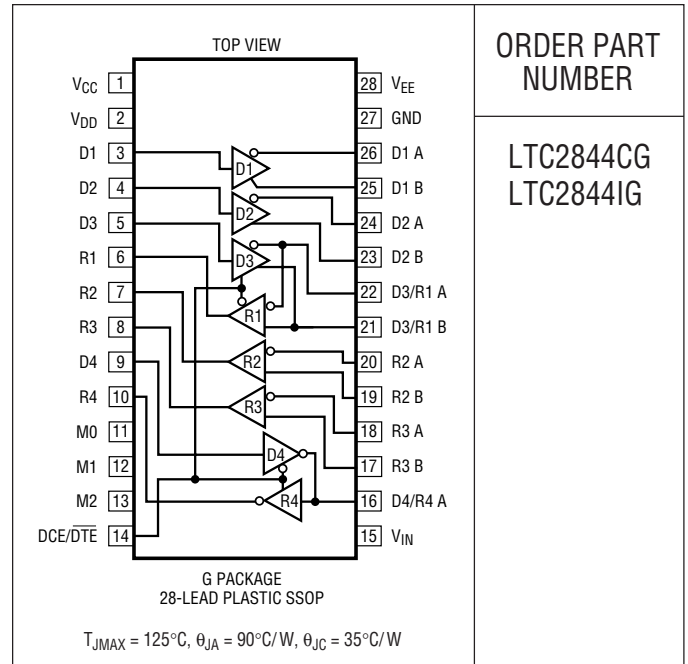 TOP VIEW
ORDER PART
NUMBER
LTC2844CG
LTC2844IG
VCC 1
VDD 2
D1 3
D2 4
D3 5
R1 6
R2 7
R3 8
D4 9
R4 10
M0 11
M1 12
M2 13
DCE/DTE 14
D1
D2
D3
R1
R2
R3
D4
R4
28 VEE
27 GND
26 D1 A
25 D1 B
24 D2 A
23 D2 B
22 D3/R1 A
21 D3/R1 B
20 R2 A
19 R2 B
18 R3 A
17 R3 B
16 D4/R4 A
15 VIN
G PACKAGE
28-LEAD PLASTIC SSOP
TJMAX = 125°C, θJA = 90°C/W, θJC = 35°C/W